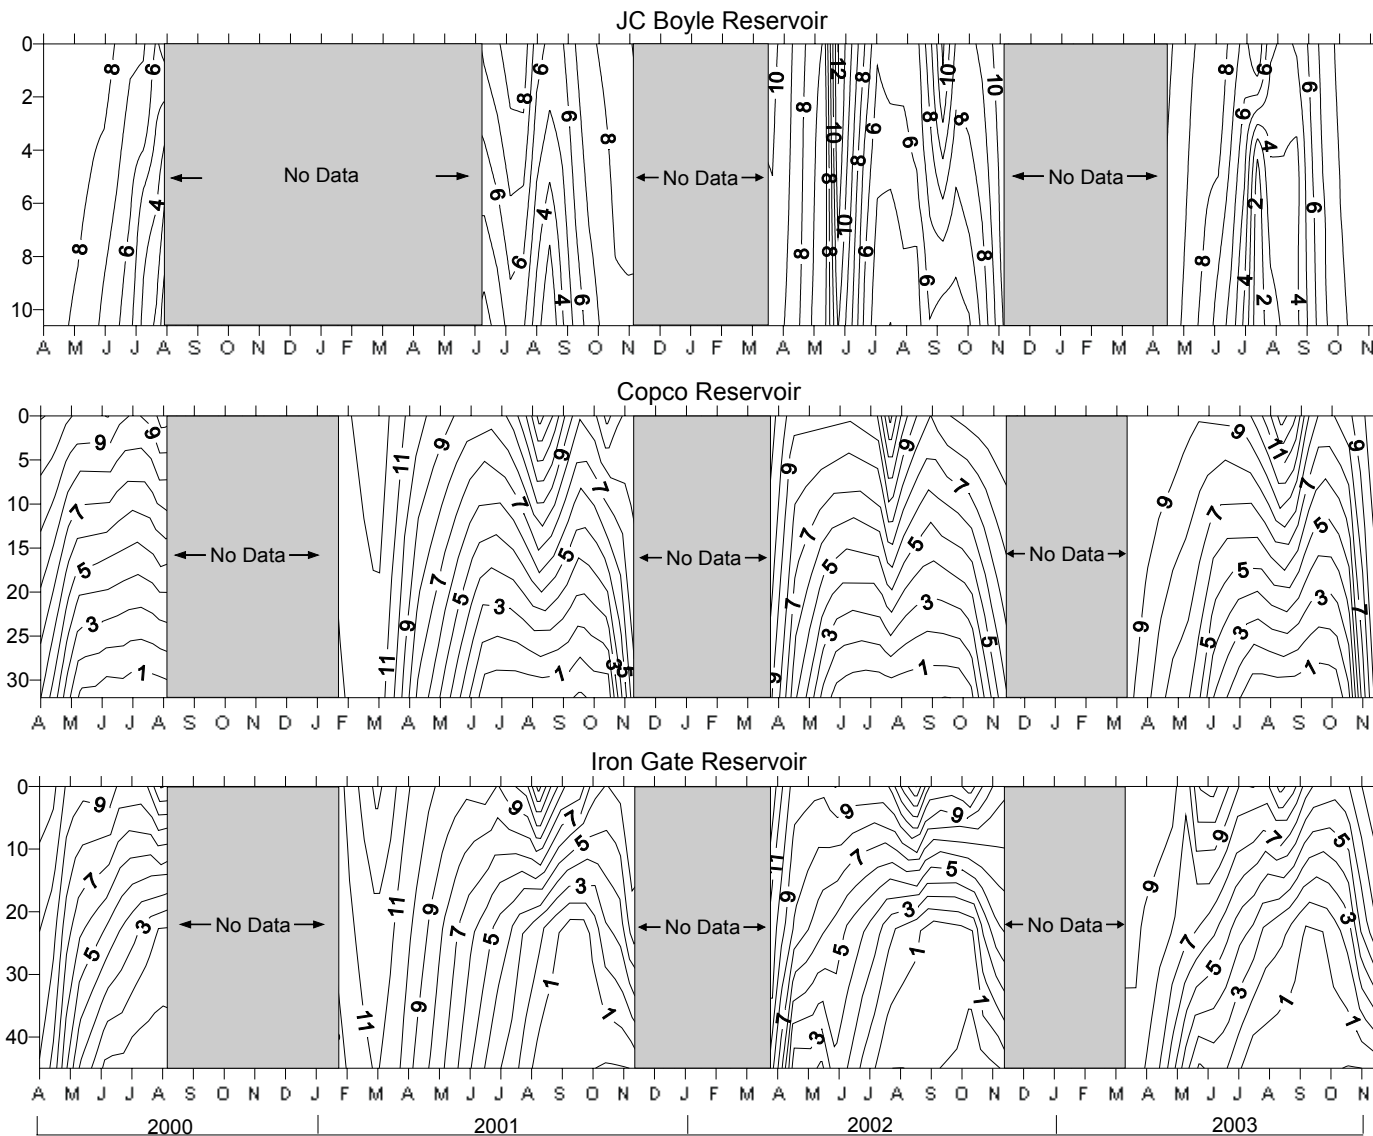 JC Boyle Reservoir
0
2
4
6
8
10
8 6 8 6 4
No Data
8 6 9 8 6 4 6 4 6
No Data
10 8 12 10 8 8 8 10 8 4 6 6 8 10 8 10 6 8
No Data
8 6 6 4 2 8 8 2 4 6 6
A M J J A S O N D J F M A M J J A S O N D J F M A M J J A S O N D J F M A M J J A S O N
Copco Reservoir
0
5
10
15
20
25
30
9 9 7 5 3 1
No Data
11 9 9 7 7 5 7 5 3 9 11 1 3 5
No Data
9 9 7 7 5 5 7 3 3 5 9 1
No Data
9 11 9 7 7 5 5 3 3 7 9 5 1 9
A M J J A S O N D J F M A M J J A S O N D J F M A M J J A S O N D J F M A M J J A S O N
Iron Gate Reservoir
0
10
20
30
40
9 7 5 3
No Data
9 7 5 3 11 9 7 5 9 11 1 1
No Data
11 9 9 9 7 5 3 5 1 1 7 3
No Data
9 9 7 5 7 3 5 3 1 1
A M J J A S O N D J F M A M J J A S O N D J F M A M J J A S O N D J F M A M J J A S O N
2000 2001 2002 2003